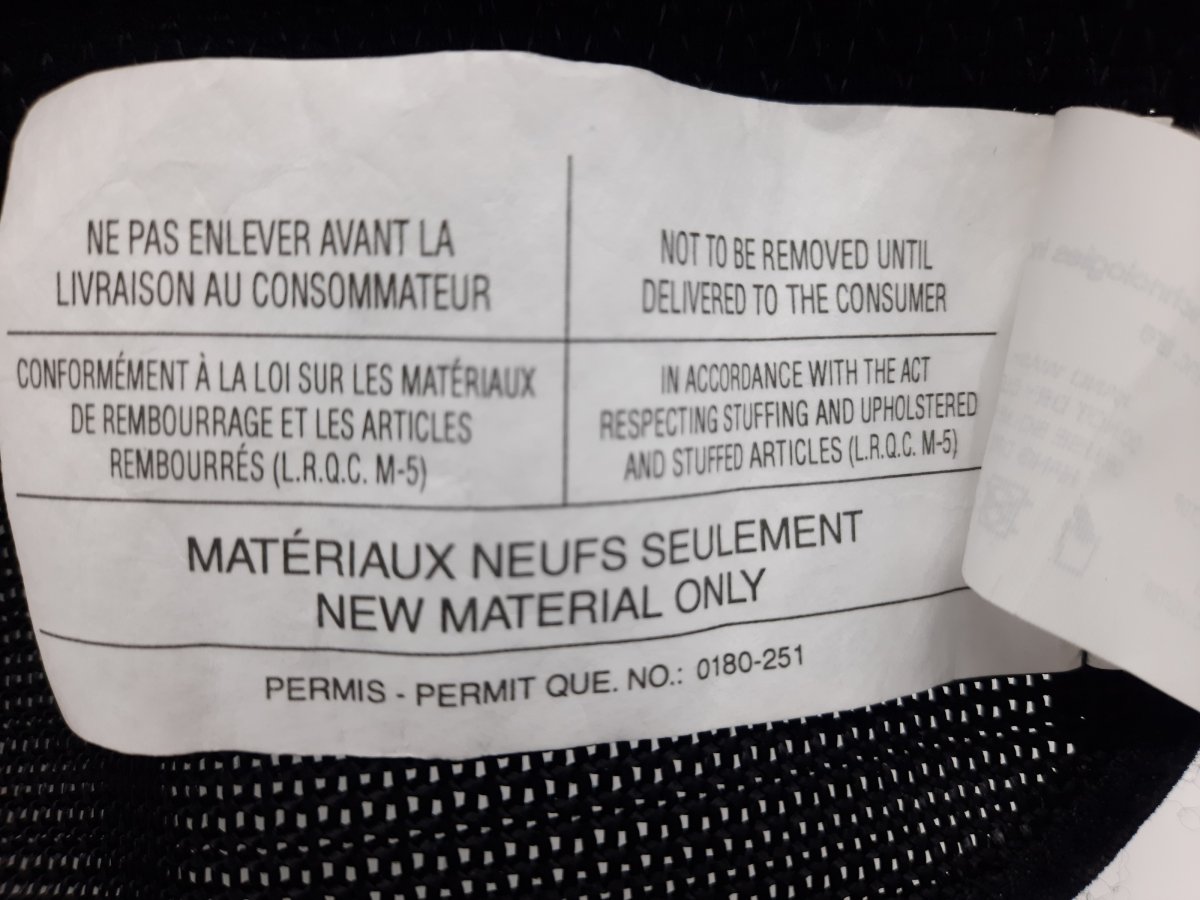 NE PAS ENLEVER AVANT LA
LIVRAISON AU CONSOMMATEUR
NOT TO BE REMOVED UNTIL
DELIVERED TO THE CONSUMER
CONFORMÉMENT À LA LOI SUR LES MATÉRIAUX
DE REMBOURRAGE ET LES ARTICLES
REMBOURRÉS (L.R.Q.C. M-5)
IN ACCORDANCE WITH THE ACT
RESPECTING STUFFING AND UPHOLSTERED
AND STUFFED ARTICLES (L.R.Q.C. M-5)
MATÉRIAUX NEUFS SEULEMENT
NEW MATERIAL ONLY
PERMIS - PERMIT QUE. NO.: 0180-251